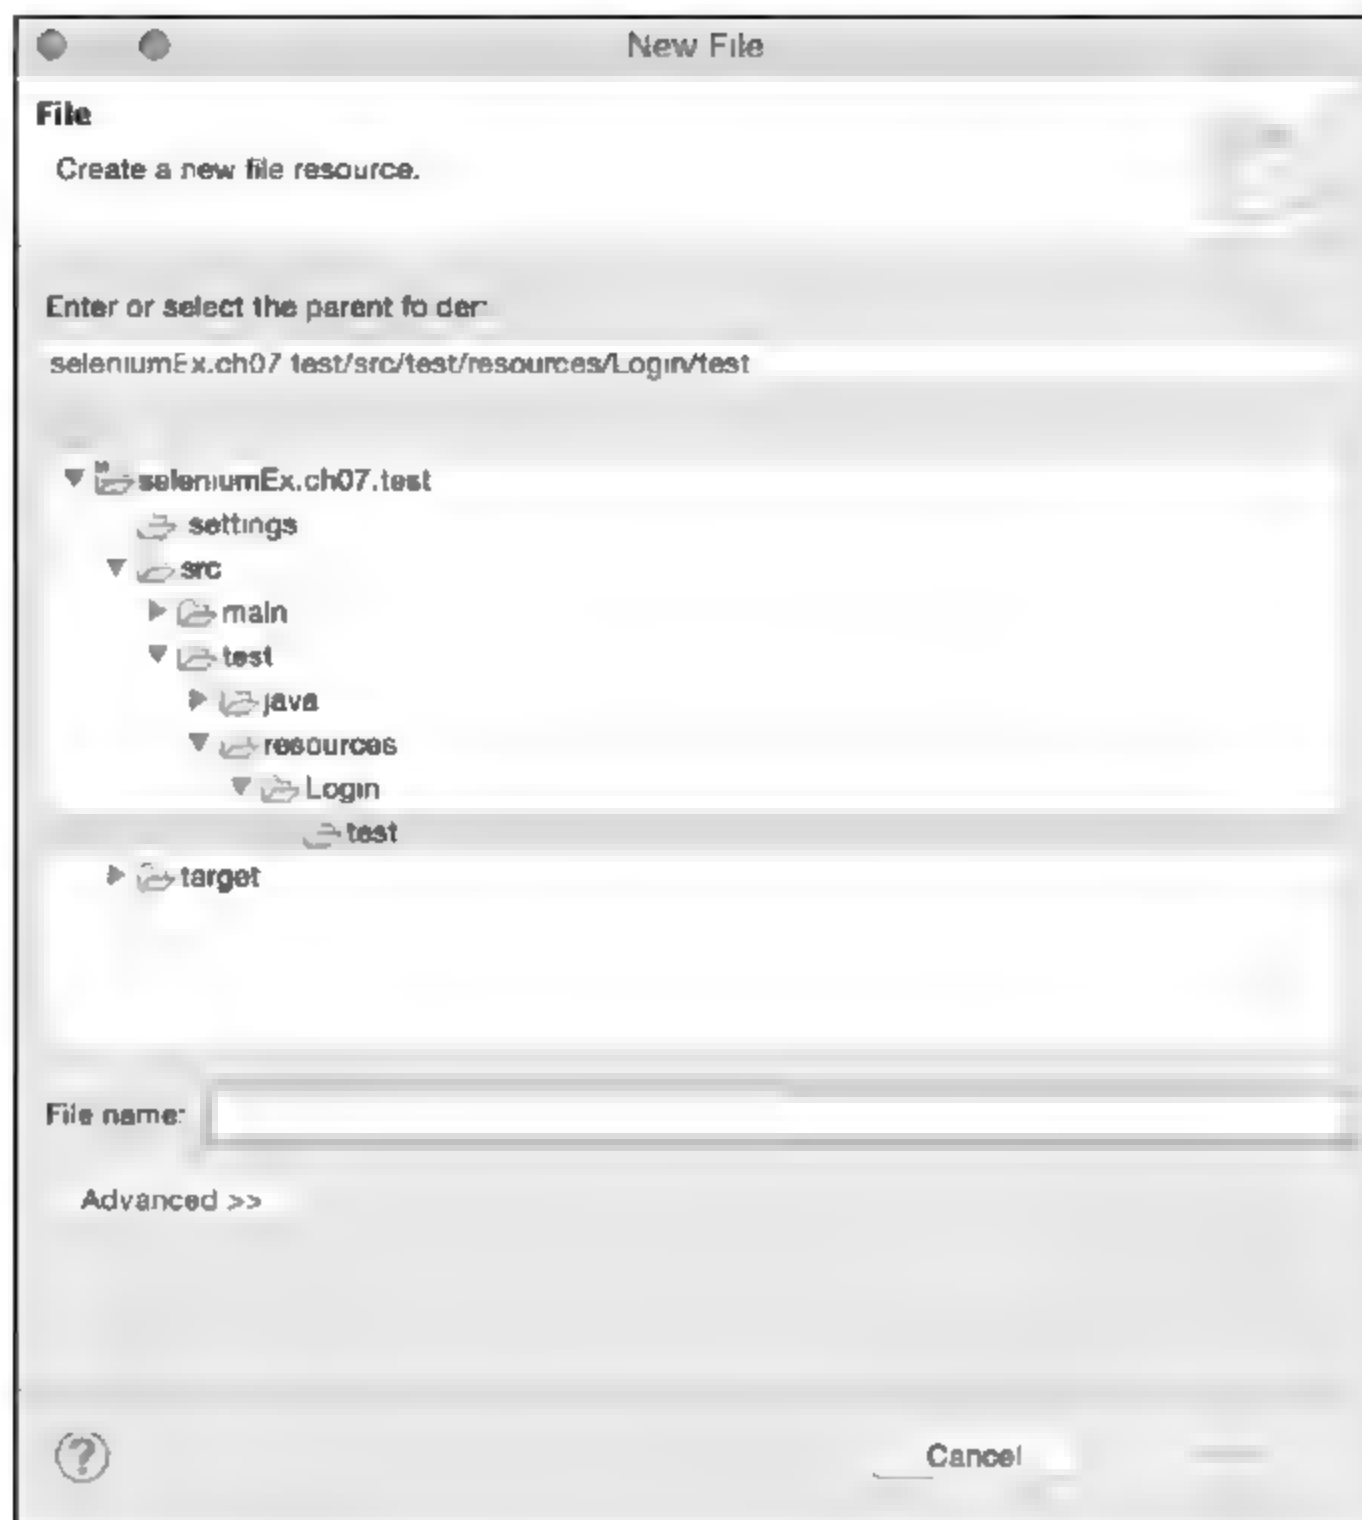 New File
File
Create a new file resource.
Enter or select the parent folder:
seleniumEx.ch07.test/src/test/resources/Login/test
seleniumEx.ch07.test
settings
src
main
test
java
resources
Login
test
target
File name:
Advanced >>
?
Cancel